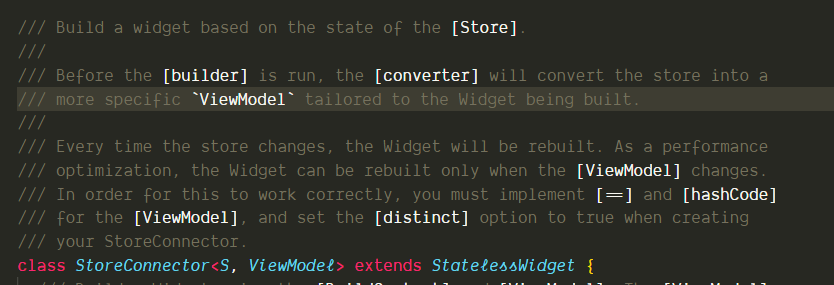 /// Build a widget based on the state of the [Store].
///
/// Before the [builder] is run, the [converter] will convert the store into a
/// more specific `ViewModel` tailored to the Widget being built.
///
/// Every time the store changes, the Widget will be rebuilt. As a performance
/// optimization, the Widget can be rebuilt only when the [ViewModel] changes.
/// In order for this to work correctly, you must implement [==] and [hashCode]
/// for the [ViewModel], and set the [distinct] option to true when creating
/// your StoreConnector.
class StoreConnector<S, ViewModel> extends StatelessWidget {